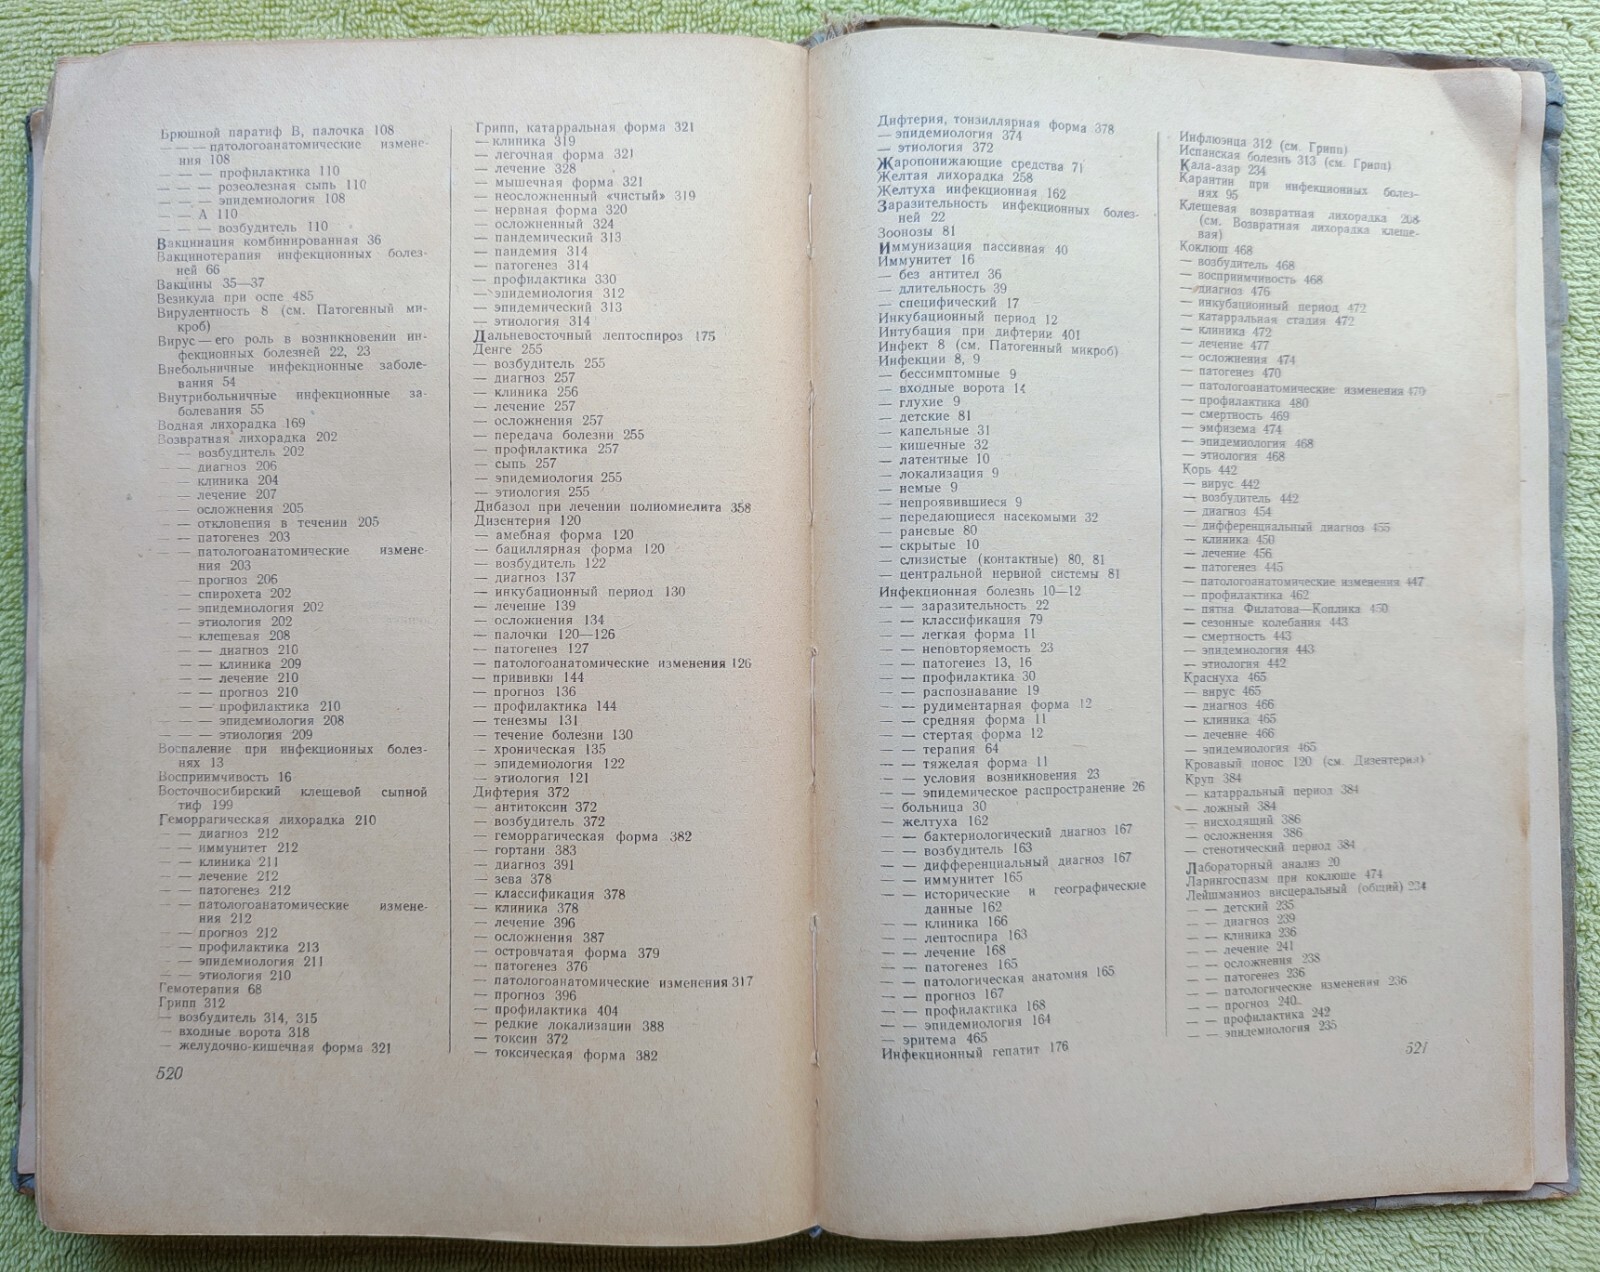 Брюшной паратиф В, палочка 108
— — — патологоанатомические измене-
ния 108
— — — профилактика 110
— — — розеолезная сыпь 110
— — — эпидемиология 108
— — А 110
— — — возбудитель 110
Вакцинация комбинированная 36
Вакцинотерапия инфекционных болез-
ней 66
Вакцины 35—37
Везикула при оспе 485
Вирулентность 8 (см. Патогенный ми-
кроб)
Вирус — его роль в возникновении ин-
фекционных болезней 22, 23
Внебольничные инфекционные заболе-
вания 54
Внутрибольничные инфекционные за-
болевания 55
Водная лихорадка 169
Возвратная лихорадка 202
— — возбудитель 202
— — диагноз 206
— — клиника 204
— — лечение 207
— — осложнения 205
— — отклонения в течении 205
— — патогенез 203
— — патологоанатомические измене-
ния 203
— — прогноз 206
— — спирохета 202
— — эпидемиология 202
— — этиология 202
— — клещевая 208
— — — диагноз 210
— — — клиника 209
— — — лечение 210
— — — прогноз 210
— — — профилактика 210
— — — эпидемиология 208
— — — этиология 209
Воспаление при инфекционных болез-
нях 13
Восприимчивость 16
Восточносибирский клещевой сыпной
тиф 199
Геморрагическая лихорадка 210
— — диагноз 212
— — иммунитет 212
— — клиника 211
— — лечение 212
— — патогенез 212
— — патологоанатомические измене-
ния 212
— — прогноз 212
— — профилактика 213
— — эпидемиология 211
— — этиология 210
Гемотерапия 68
Грипп 312
— возбудитель 314, 315
— входные ворота 318
— желудочно-кишечная форма 321
520
Грипп, катарральная форма 321
— клиника 319
— легочная форма 321
— лечение 328
— мышечная форма 321
— неосложненный «чистый» 319
— нервная форма 320
— осложненный 324
— пандемический 313
— пандемия 314
— патогенез 314
— профилактика 330
— эпидемиология 312
— эпидемический 313
— этиология 314
Дальневосточный лептоспироз 175
Денге 255
— возбудитель 255
— диагноз 257
— клиника 256
— лечение 257
— осложнения 257
— передача болезни 255
— профилактика 257
— сыпь 257
— эпидемиология 255
— этиология 255
Дибазол при лечении полиомиелита 358
Дизентерия 120
— амебная форма 120
— бациллярная форма 120
— возбудитель 122
— диагноз 137
— инкубационный период 130
— лечение 139
— осложнения 134
— палочки 120—126
— патогенез 127
— патологоанатомические изменения 126
— прививки 144
— прогноз 136
— профилактика 144
— тенезмы 131
— течение болезни 130
— хроническая 135
— эпидемиология 122
— этиология 121
Дифтерия 372
— антитоксин 372
— возбудитель 372
— геморрагическая форма 382
— гортани 383
— диагноз 391
— зева 378
— классификация 378
— клиника 378
— лечение 396
— осложнения 387
— островчатая форма 379
— патогенез 376
— патологоанатомические изменения 317
— прогноз 396
— профилактика 404
— редкие локализации 388
— токсин 372
— токсическая форма 382
Дифтерия, тонзиллярная форма 378
— эпидемиология 374
— этиология 372
Жаропонижающие средства 71
Желтая лихорадка 258
Желтуха инфекционная 162
Заразительность инфекционных болез-
ней 22
Зоонозы 81
Иммунизация пассивная 40
Иммунитет 16
— без антител 36
— длительность 39
— специфический 17
Инкубационный период 12
Интубация при дифтерии 401
Инфект 8 (см. Патогенный микроб)
Инфекции 8, 9
— бессимптомные 9
— входные ворота 14
— глухие 9
— детские 81
— капельные 31
— кишечные 32
— латентные 10
— локализация 9
— немые 9
— непроявившиеся 9
— передающиеся насекомыми 32
— раневые 80
— скрытые 10
— слизистые (контактные) 80, 81
— центральной нервной системы 81
Инфекционная болезнь 10—12
— — заразительность 22
— — классификация 79
— — легкая форма 11
— — неповторяемость 23
— — патогенез 13, 16
— — профилактика 30
— — распознавание 19
— — рудиментарная форма 12
— — средняя форма 11
— — стертая форма 12
— — терапия 64
— — тяжелая форма 11
— — условия возникновения 23
— — эпидемическое распространение 26
— больница 30
— желтуха 162
— — бактериологический диагноз 167
— — возбудитель 163
— — дифференциальный диагноз 167
— — иммунитет 165
— — исторические и географические
данные 162
— — клиника 166
— — лептоспира 163
— — лечение 168
— — патогенез 165
— — патологическая анатомия 165
— — прогноз 167
— — профилактика 168
— — эпидемиология 164
— эритема 465
Инфекционный гепатит 176
Инфлюэнца 312 (см. Грипп)
Испанская болезнь 313 (см. Грипп)
Кала-азар 234
Карантин при инфекционных болез-
нях 95
Клещевая возвратная лихорадка 208
(см. Возвратная лихорадка клеще-
вая)
Коклюш 468
— возбудитель 468
— восприимчивость 468
— диагноз 476
— инкубационный период 472
— катарральная стадия 472
— клиника 472
— лечение 477
— осложнения 474
— патогенез 470
— патологоанатомические изменения 470
— профилактика 480
— смертность 469
— эмфизема 474
— эпидемиология 468
— этиология 468
Корь 442
— вирус 442
— возбудитель 442
— диагноз 454
— дифференциальный диагноз 455
— клиника 450
— лечение 456
— патогенез 445
— патологоанатомические изменения 447
— профилактика 462
— пятна Филатова—Коплика 450
— сезонные колебания 443
— смертность 443
— эпидемиология 443
— этиология 442
Краснуха 465
— вирус 465
— диагноз 466
— клиника 465
— лечение 466
— эпидемиология 465
Кровавый понос 120 (см. Дизентерия)
Круп 384
— катарральный период 384
— ложный 384
— нисходящий 386
— осложнения 386
— стенотический период 384
Лабораторный анализ 20
Ларингоспазм при коклюше 474
Лейшманиоз висцеральный (общий) 234
— — детский 235
— — диагноз 239
— — клиника 236
— — лечение 241
— — осложнения 238
— — патогенез 236
— — патологические изменения 236
— — прогноз 240
— — профилактика 242
— — эпидемиология 235
521